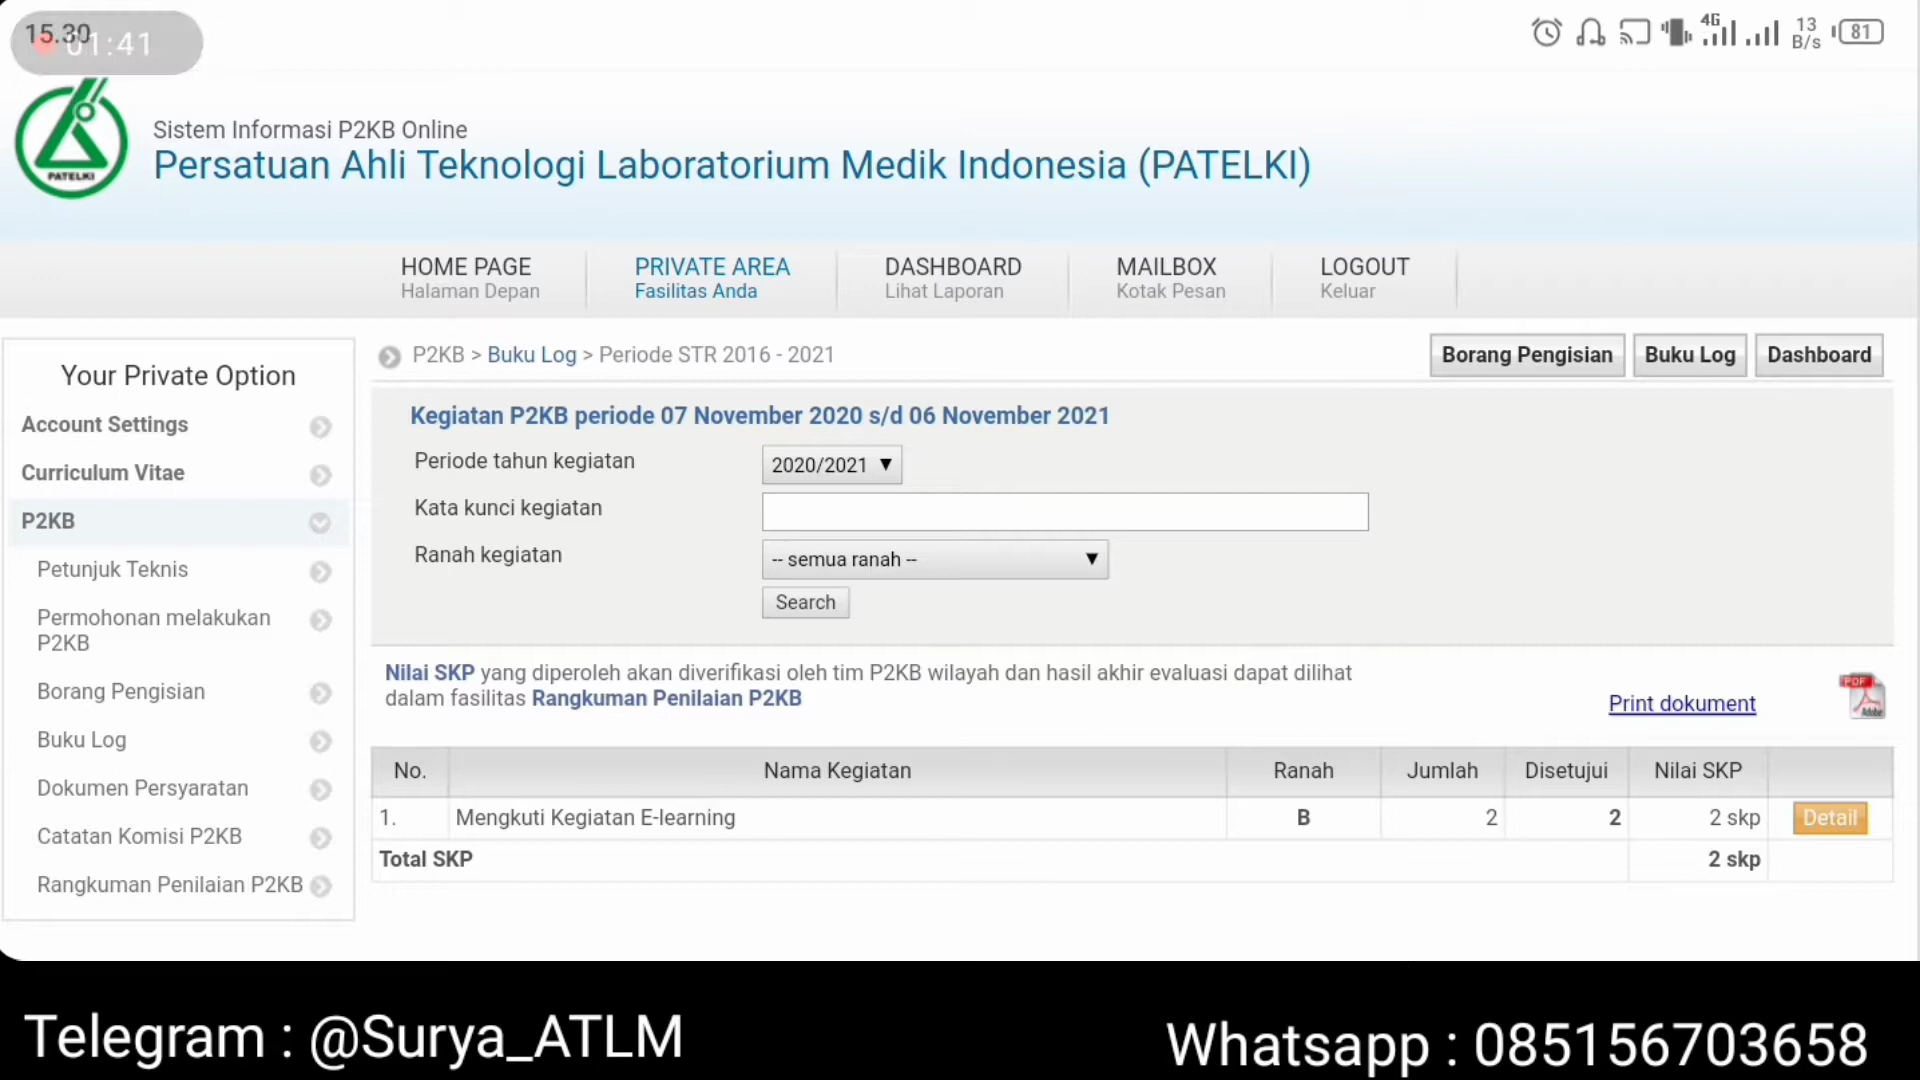 15.30
01:41
4G
13
B/s
81
PATELKI
Sistem Informasi P2KB Online
Persatuan Ahli Teknologi Laboratorium Medik Indonesia (PATELKI)
HOME PAGE
Halaman Depan
PRIVATE AREA
Fasilitas Anda
DASHBOARD
Lihat Laporan
MAILBOX
Kotak Pesan
LOGOUT
Keluar
Your Private Option
Account Settings
Curriculum Vitae
P2KB
Petunjuk Teknis
Permohonan melakukan
P2KB
Borang Pengisian
Buku Log
Dokumen Persyaratan
Catatan Komisi P2KB
Rangkuman Penilaian P2KB
P2KB > Buku Log > Periode STR 2016 - 2021
Borang Pengisian
Buku Log
Dashboard
Kegiatan P2KB periode 07 November 2020 s/d 06 November 2021
Periode tahun kegiatan 2020/2021
Kata kunci kegiatan
Ranah kegiatan -- semua ranah --
Search
Nilai SKP yang diperoleh akan diverifikasi oleh tim P2KB wilayah dan hasil akhir evaluasi dapat dilihat
dalam fasilitas Rangkuman Penilaian P2KB
Print dokument
PDF
Adobe
No. Nama Kegiatan Ranah Jumlah Disetujui Nilai SKP
1. Mengkuti Kegiatan E-learning B 2 2 2 skp Detail
Total SKP 2 skp
Telegram : @Surya_ATLM
Whatsapp : 085156703658